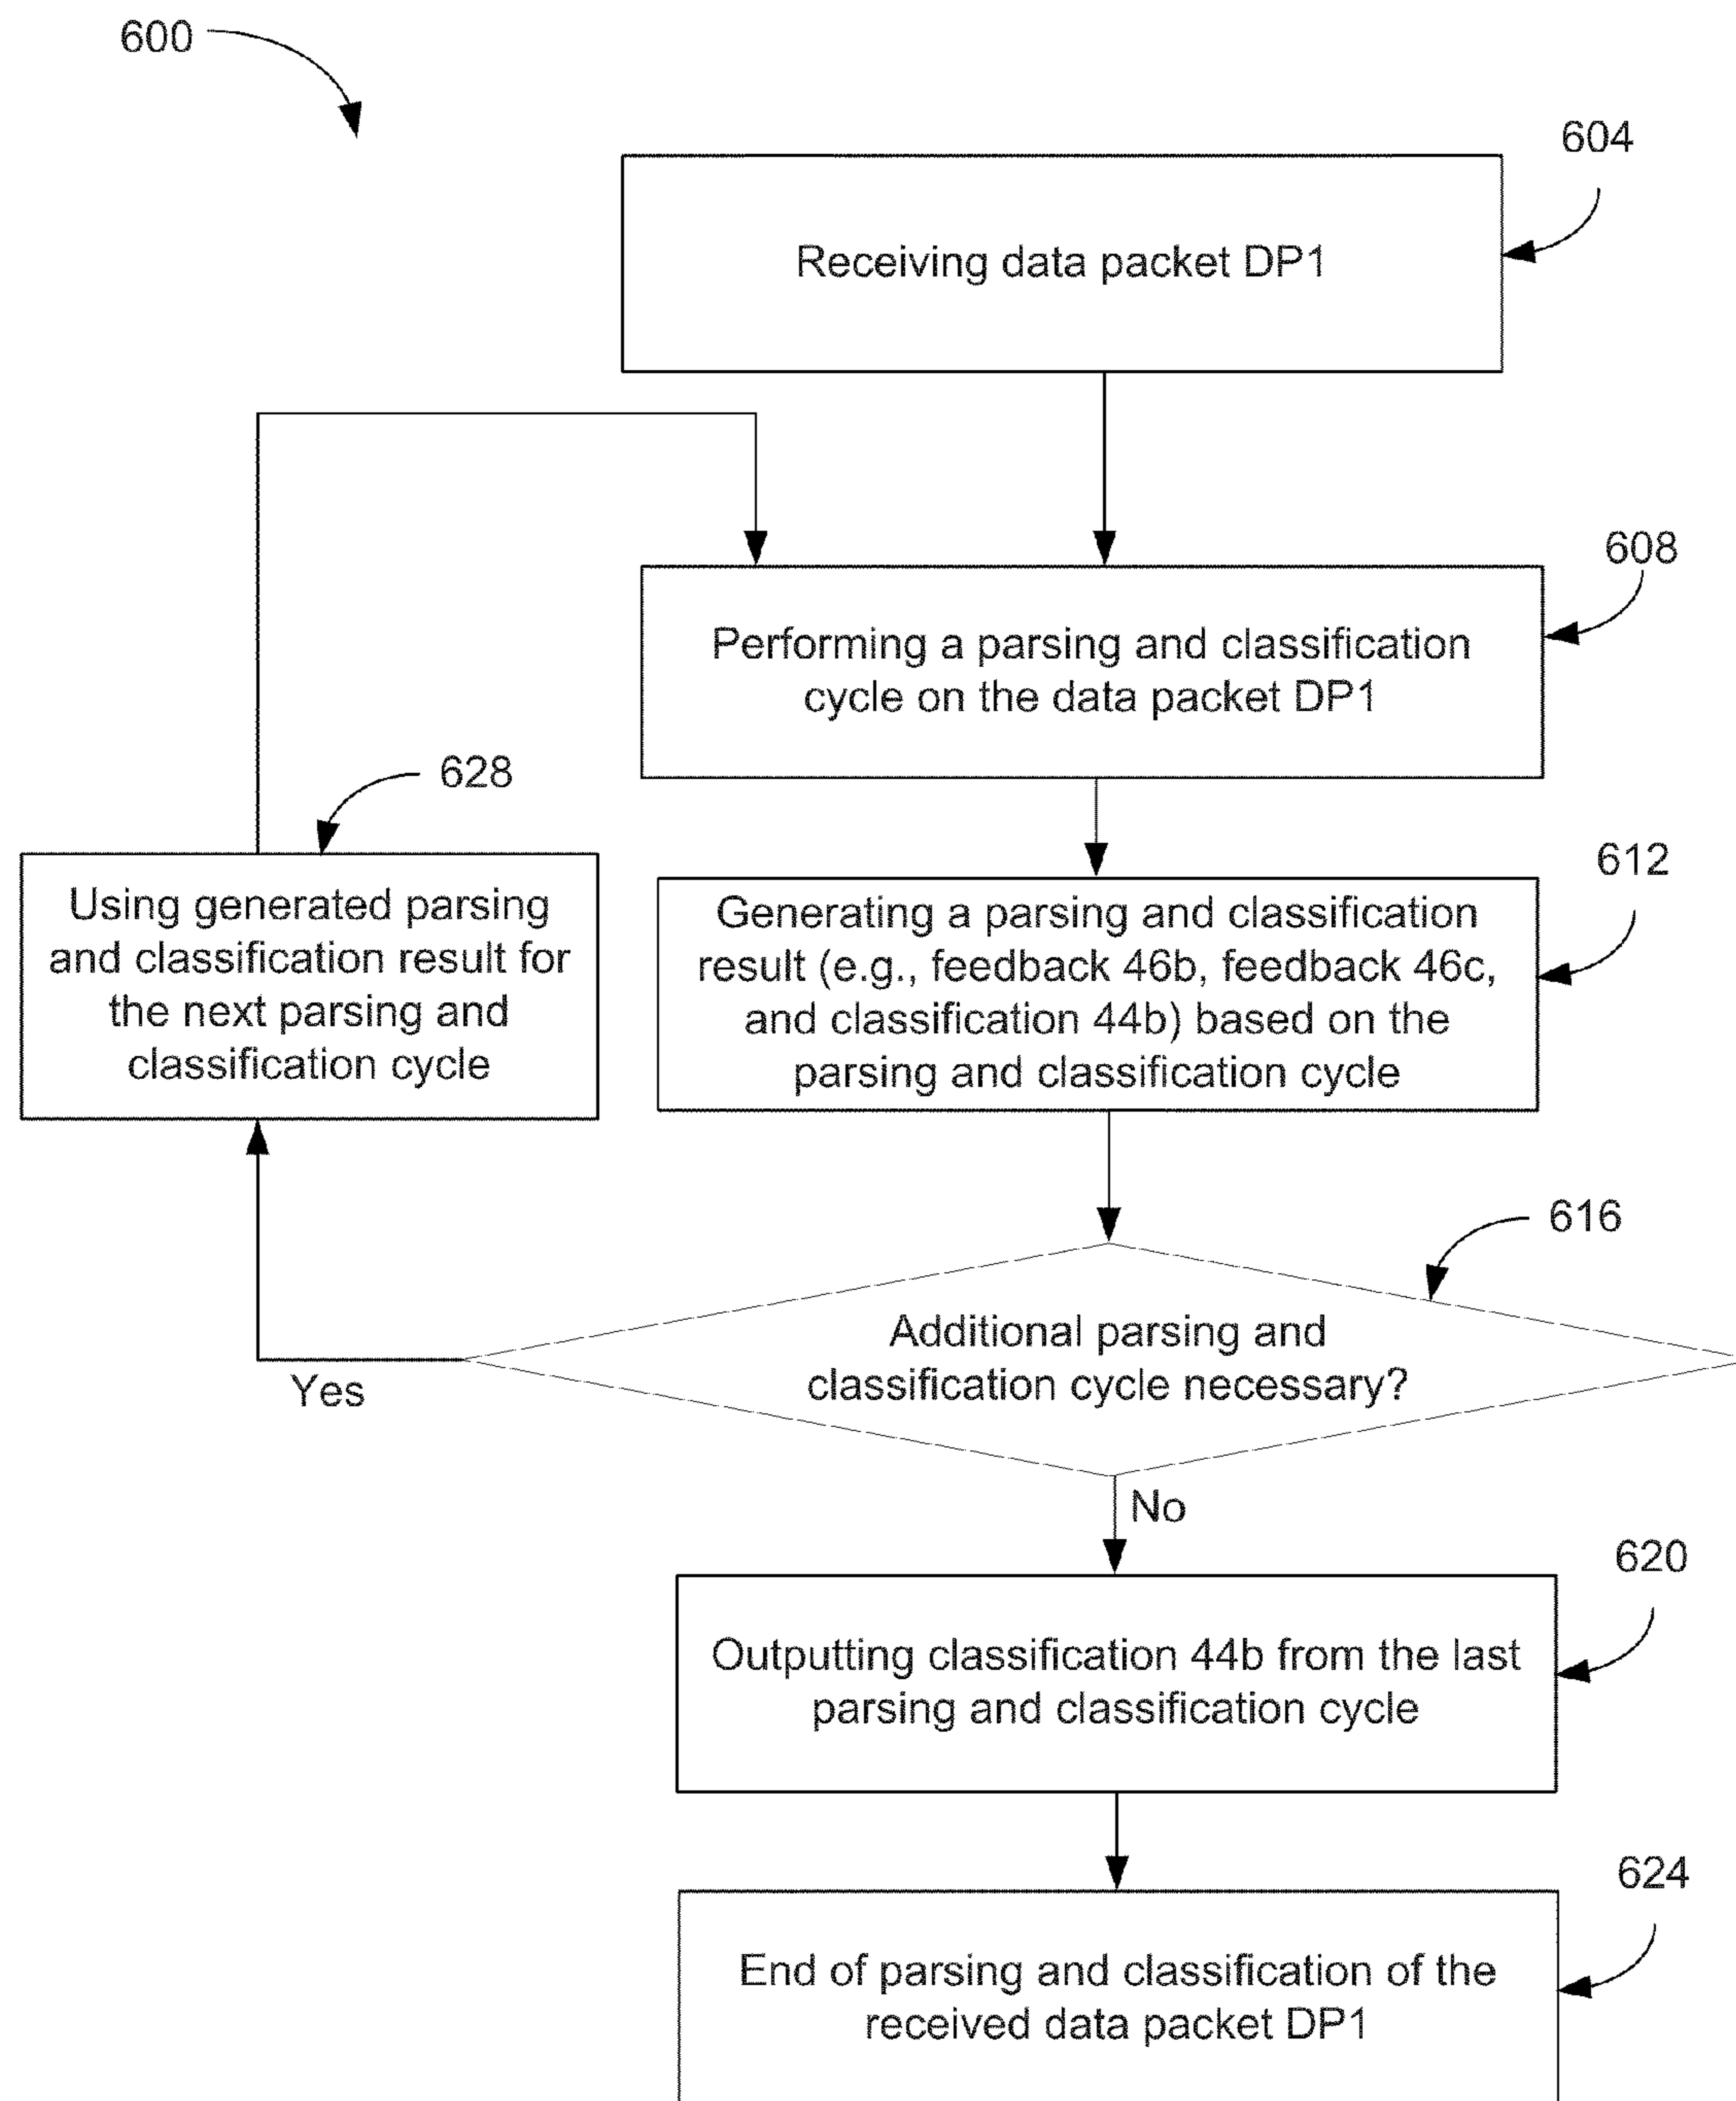 600
604
Receiving data packet DP1
608
Performing a parsing and classification
cycle on the data packet DP1
628
Using generated parsing
and classification result for
the next parsing and
classification cycle
612
Generating a parsing and classification
result (e.g., feedback 46b, feedback 46c,
and classification 44b) based on the
parsing and classification cycle
616
Additional parsing and
classification cycle necessary?
Yes
No
620
Outputting classification 44b from the last
parsing and classification cycle
624
End of parsing and classification of the
received data packet DP1